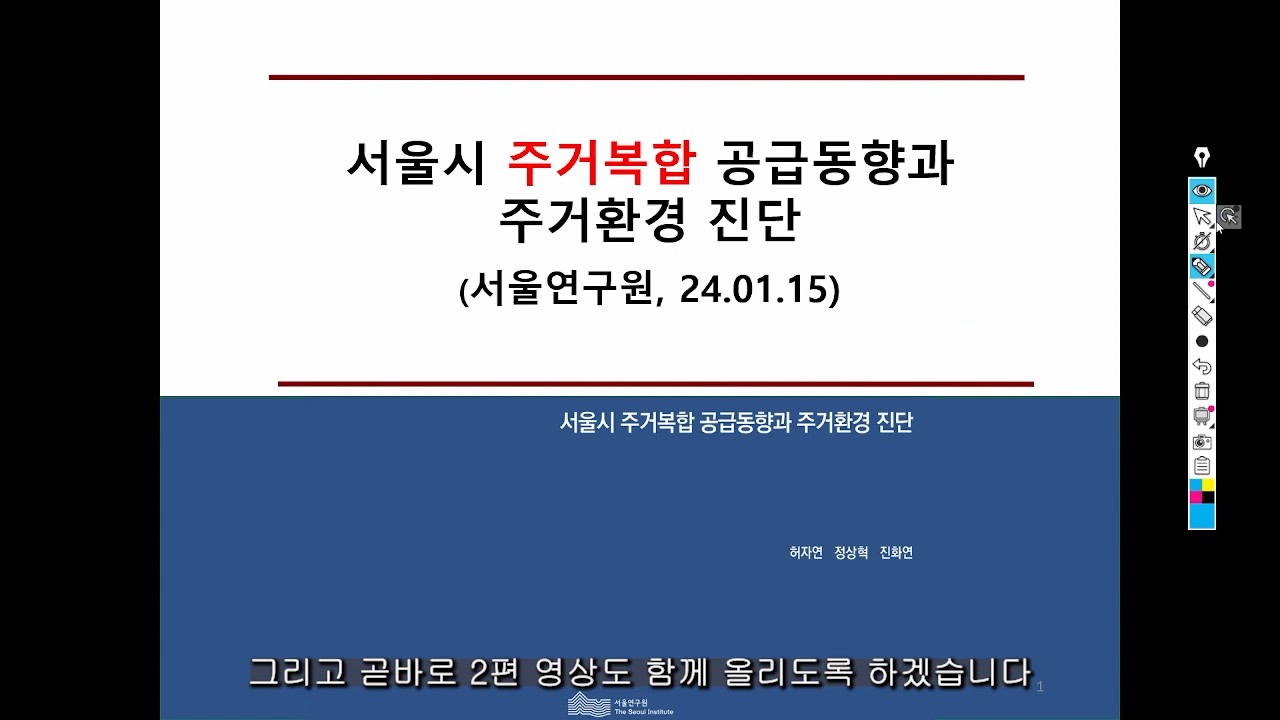 서울시 주거복합 공급동향과
주거환경 진단
(서울연구원, 24.01.15)
서울시 주거복합 공급동향과 주거환경 진단
허자연 정상혁 진화연
그리고 곧바로 2편 영상도 함께 올리도록 하겠습니다
1
서울연구원
The Seoul Institute